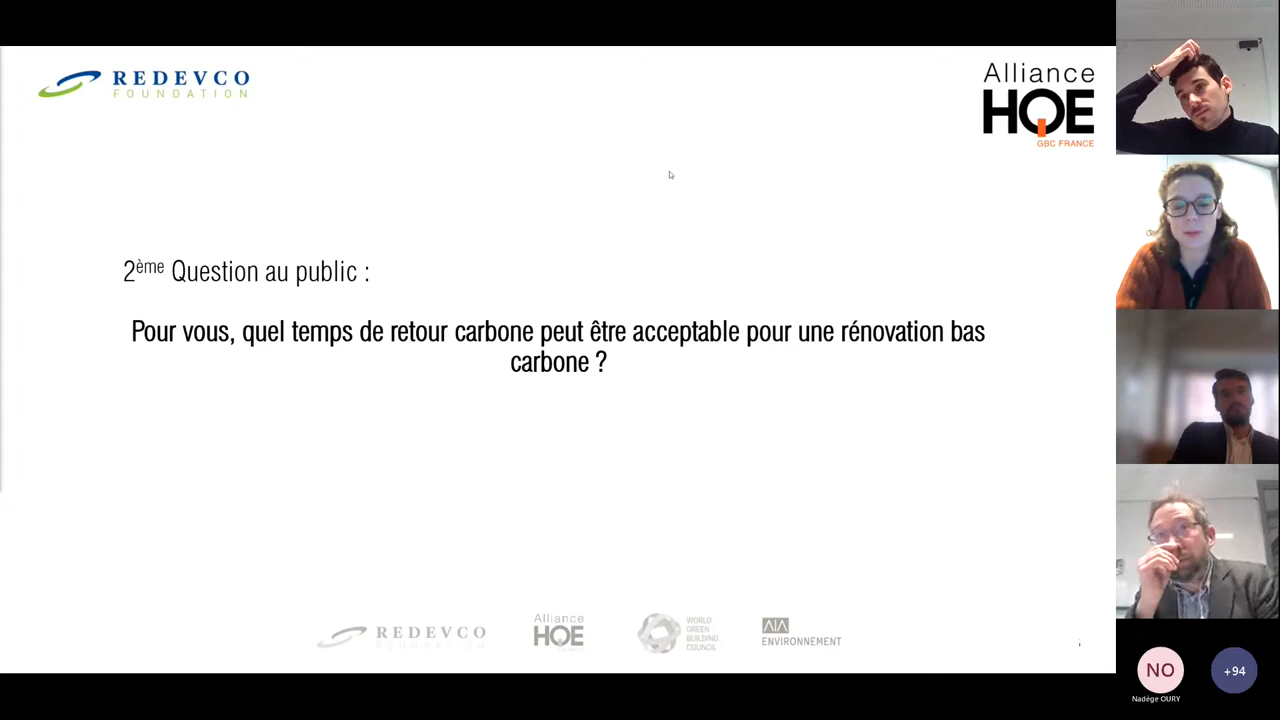 REDEVCO
FOUNDATION
Alliance
HQE
GBC FRANCE
2ème Question au public :
Pour vous, quel temps de retour carbone peut être acceptable pour une rénovation bas
carbone ?
REDEVCO
Alliance
HQE
WORLD
GREEN
BUILDING
COUNCIL
AIA
ENVIRONNEMENT
NO
+94
Nadège OURY